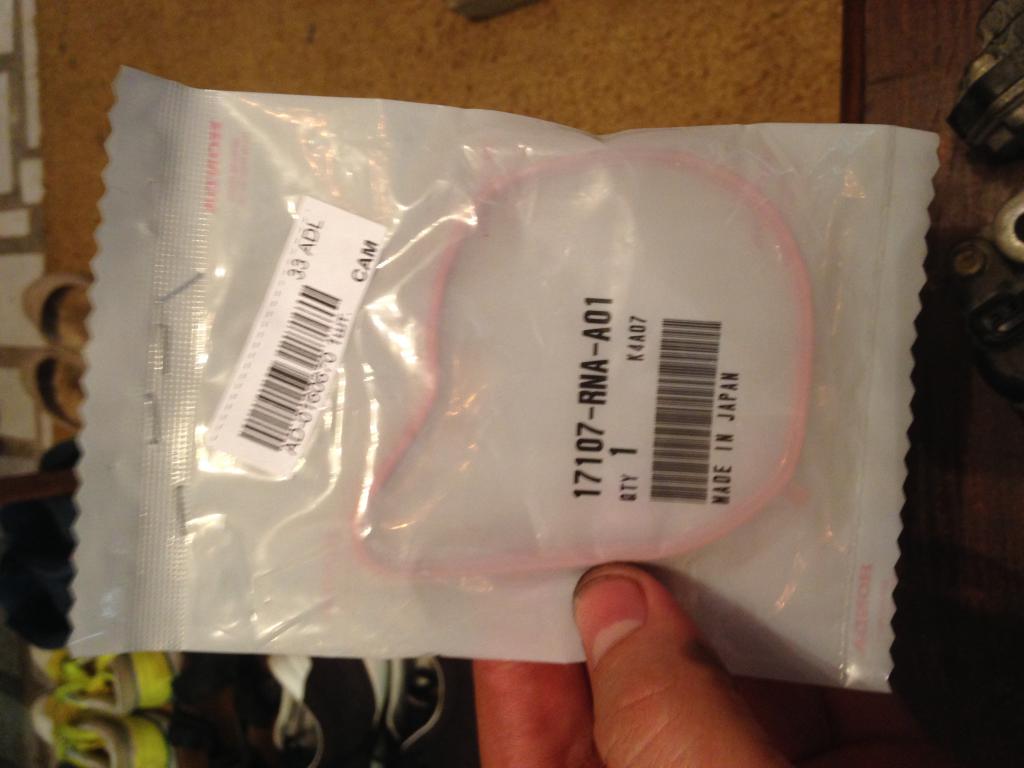 33 ADL
CAM
17107-RNA-A01
QTY 1 K4A07
MADE IN JAPAN